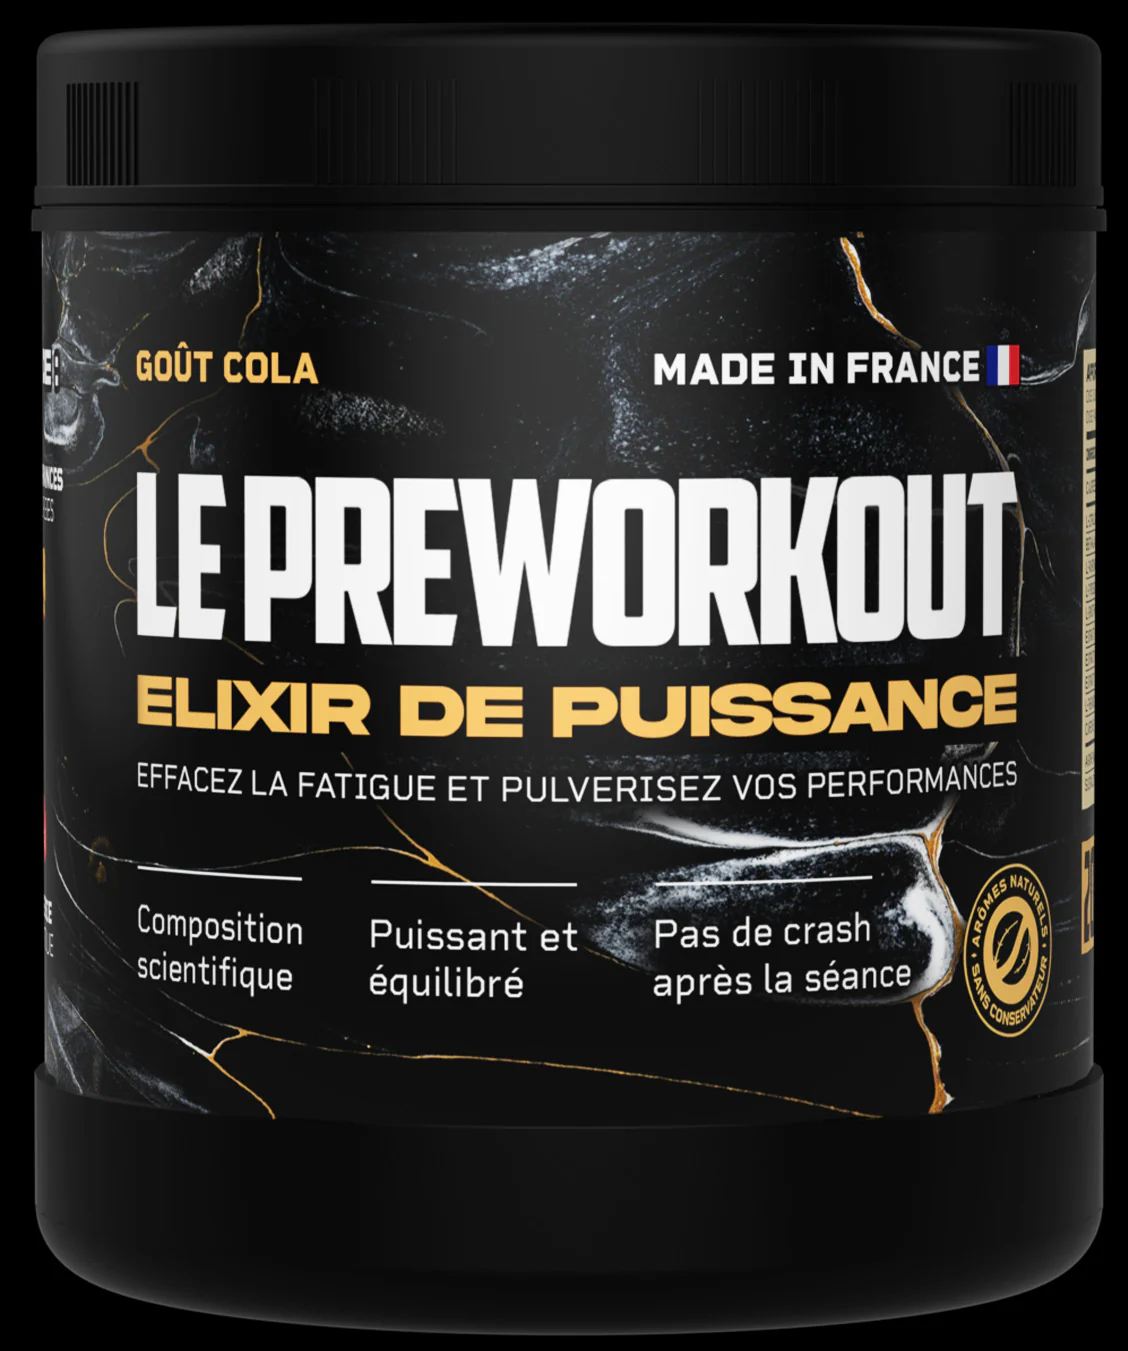 GOÛT COLA
MADE IN FRANCE
LE PREWORKOUT
ELIXIR DE PUISSANCE
EFFACEZ LA FATIGUE ET PULVERISEZ VOS PERFORMANCES
Composition
scientifique
Puissant et
équilibré
Pas de crash
après la séance
• ARÔMES NATURELS •
SANS CONSERVATEUR